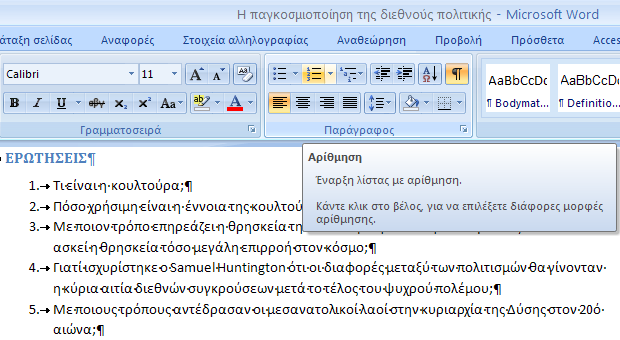 Η παγκοσμιοποίηση της διεθνούς πολιτικής - Microsoft Word
άταξη σελίδας Αναφορές Στοιχεία αλληλογραφίας Αναθεώρηση Προβολή Πρόσθετα Acces
Calibri 11 A A Aa
B I U abc x₂ x² Aa ab A
AaBbCcDc AaBbCcDc
¶ Bodymat... ¶ Definitio...
Γραμματοσειρά Παράγραφος
Αρίθμηση
Έναρξη λίστας με αρίθμηση.
Κάντε κλικ στο βέλος, για να επιλέξετε διάφορες μορφές
αρίθμησης.
ΕΡΩΤΗΣΕΙΣ¶
1. Τι είναι η κουλτούρα;¶
2. Πόσο χρήσιμη είναι η έννοια της κουλτού
3. Με ποιον τρόπο επηρεάζει η θρησκεία τη
ασκεί η θρησκεία τόσο μεγάλη επιρροή στον κόσμο;¶
4. Γιατί ισχυρίστηκε ο Samuel Huntington ότι οι διαφορές μεταξύ των πολιτισμών θα γίνονταν
η κύρια αιτία διεθνών συγκρούσεων μετά το τέλος του ψυχρού πολέμου;¶
5. Με ποιους τρόπους αντέδρασαν οι μεσανατολικοί λαοί στην κυριαρχία της Δύσης στον 20ό
αιώνα;¶